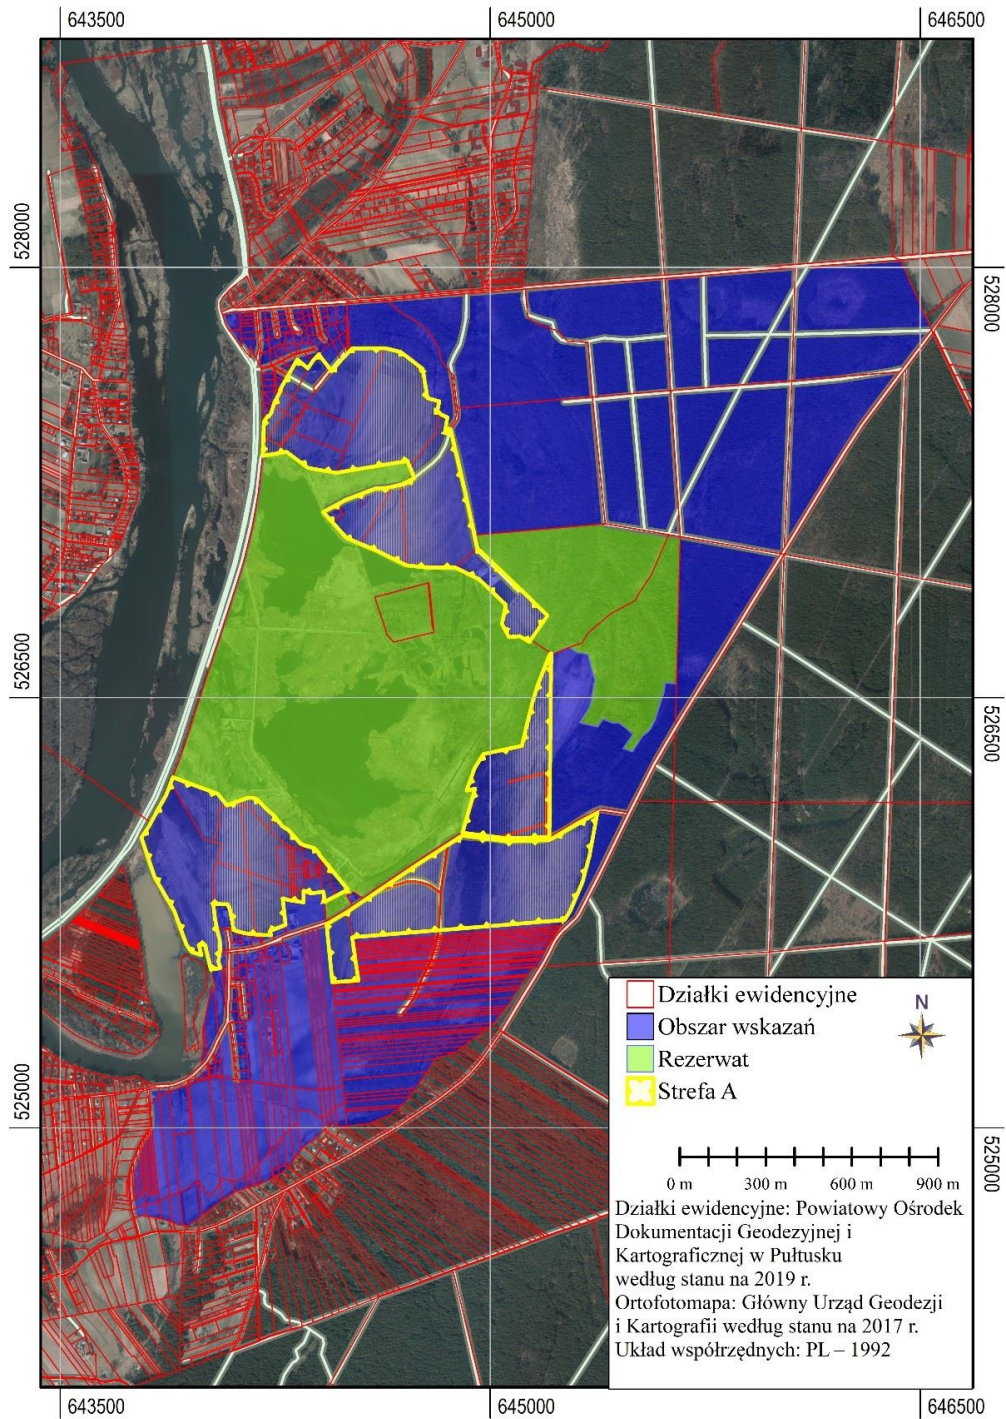 643500 645000 646500
528000
528000
526500
526500
525000
525000
Działki ewidencyjne
N
Obszar wskazań
Rezerwat
Strefa A
0 m 300 m 600 m 900 m
Działki ewidencyjne: Powiatowy Ośrodek
Dokumentacji Geodezyjnej i
Kartograficznej w Pułtusku
według stanu na 2019 r.
Ortofotomapa: Główny Urząd Geodezji
i Kartografii według stanu na 2017 r.
Układ współrzędnych: PL – 1992
643500 645000 646500